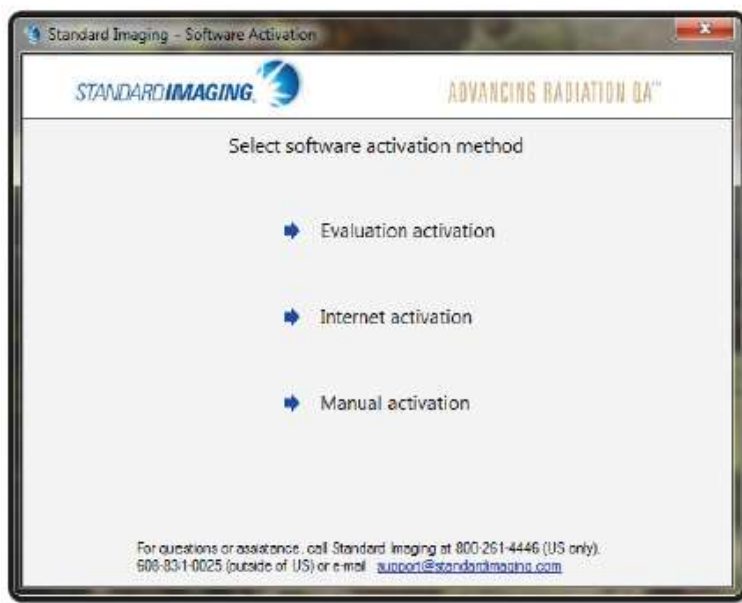 Standard Imaging - Software Activation
STANDARDIMAGING. ADVANCING RADIATION QA™
Select software activation method
Evaluation activation
Internet activation
Manual activation
For questions or assistance, call Standard Imaging at 800-261-4446 (US only).
608-831-0025 (outside of US) or e-mail support@standardimaging.com